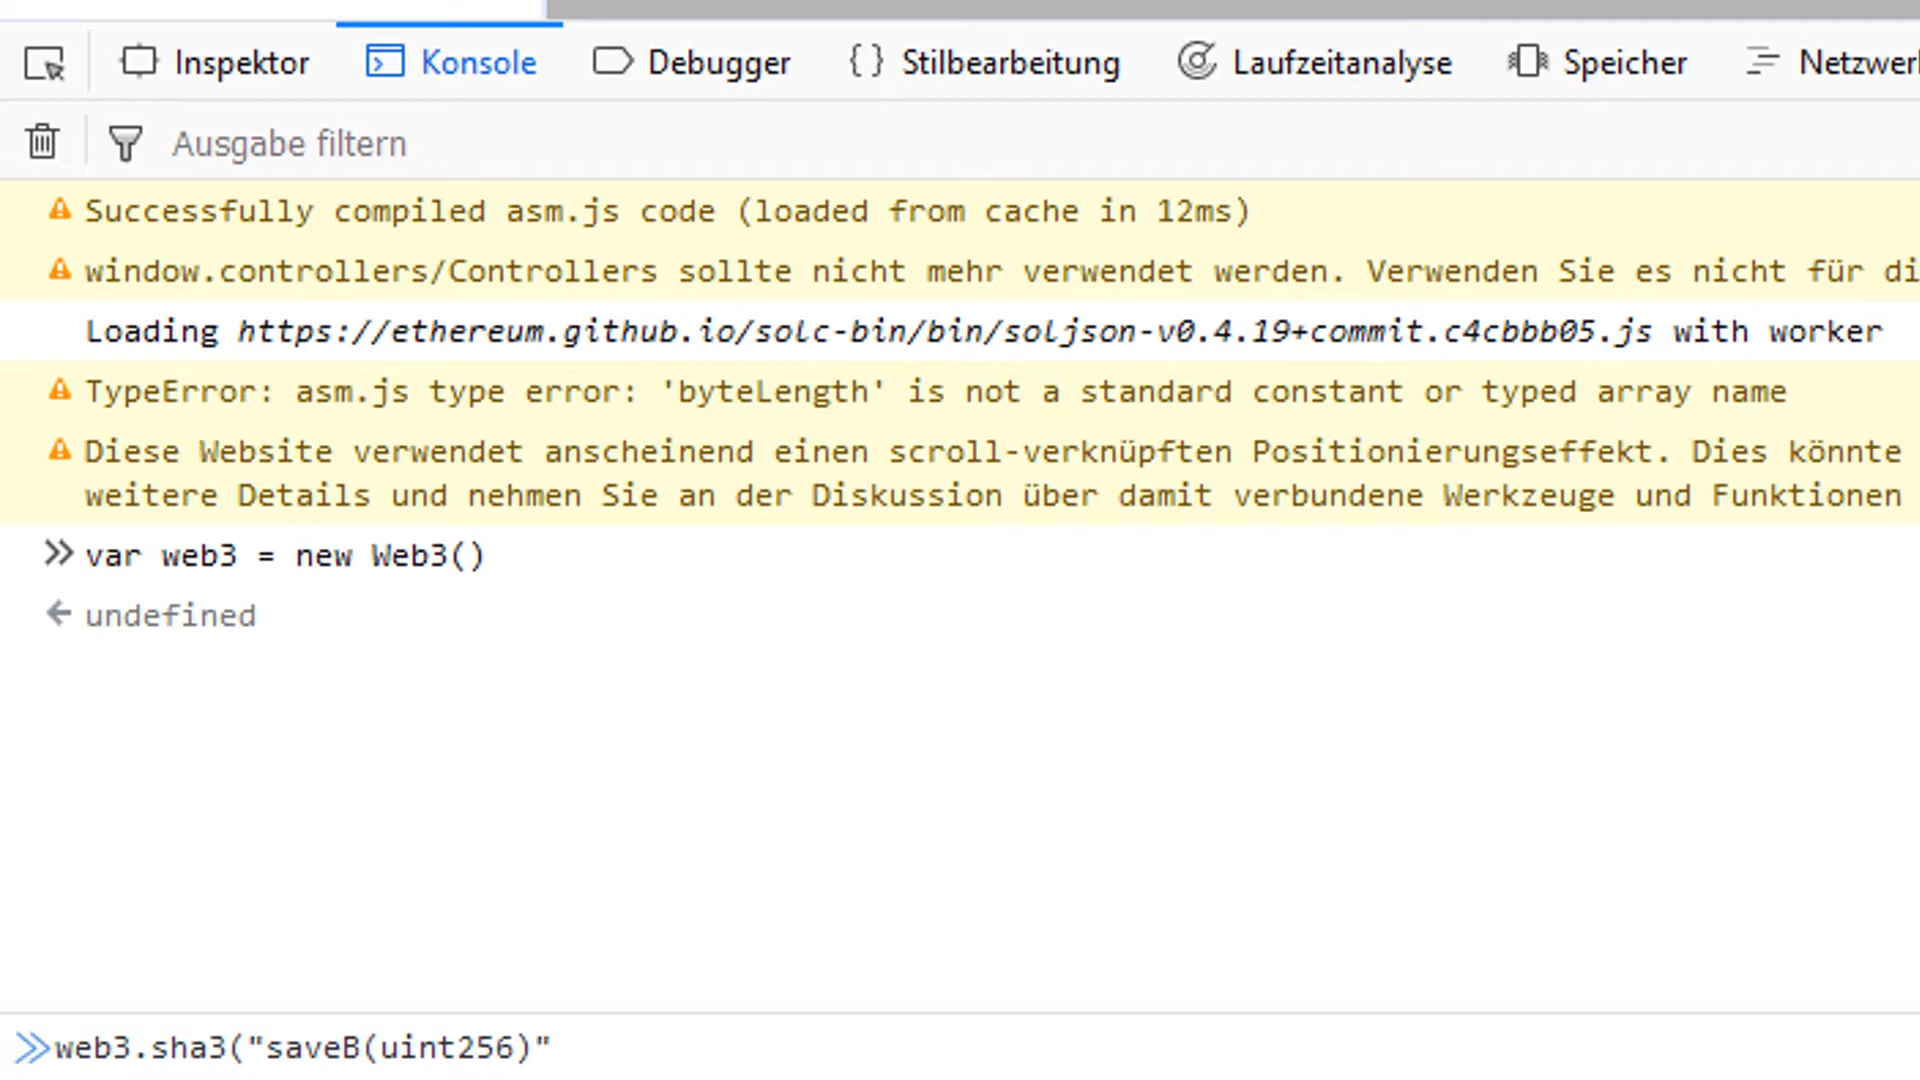 Inspektor Konsole Debugger Stilbearbeitung Laufzeitanalyse Speicher
Ausgabe filtern
Successfully compiled asm.js code (loaded from cache in 12ms)
window.controllers/Controllers sollte nicht mehr verwendet werden. Verwenden Sie es nicht für
Loading https://ethereum.github.io/solc-bin/bin/soljson-v0.4.19+commit.c4cbbb05.js with worker
TypeError: asm.js type error: 'byteLength' is not a standard constant or typed array name
Diese Website verwendet anscheinend einen scroll-verknüpften Positionierungseffekt. Dies könnte
weitere Details und nehmen Sie an der Diskussion über damit verbundene Werkzeuge und Funktionen
var web3 = new Web3()
undefined
web3.sha3("saveB(uint256)"